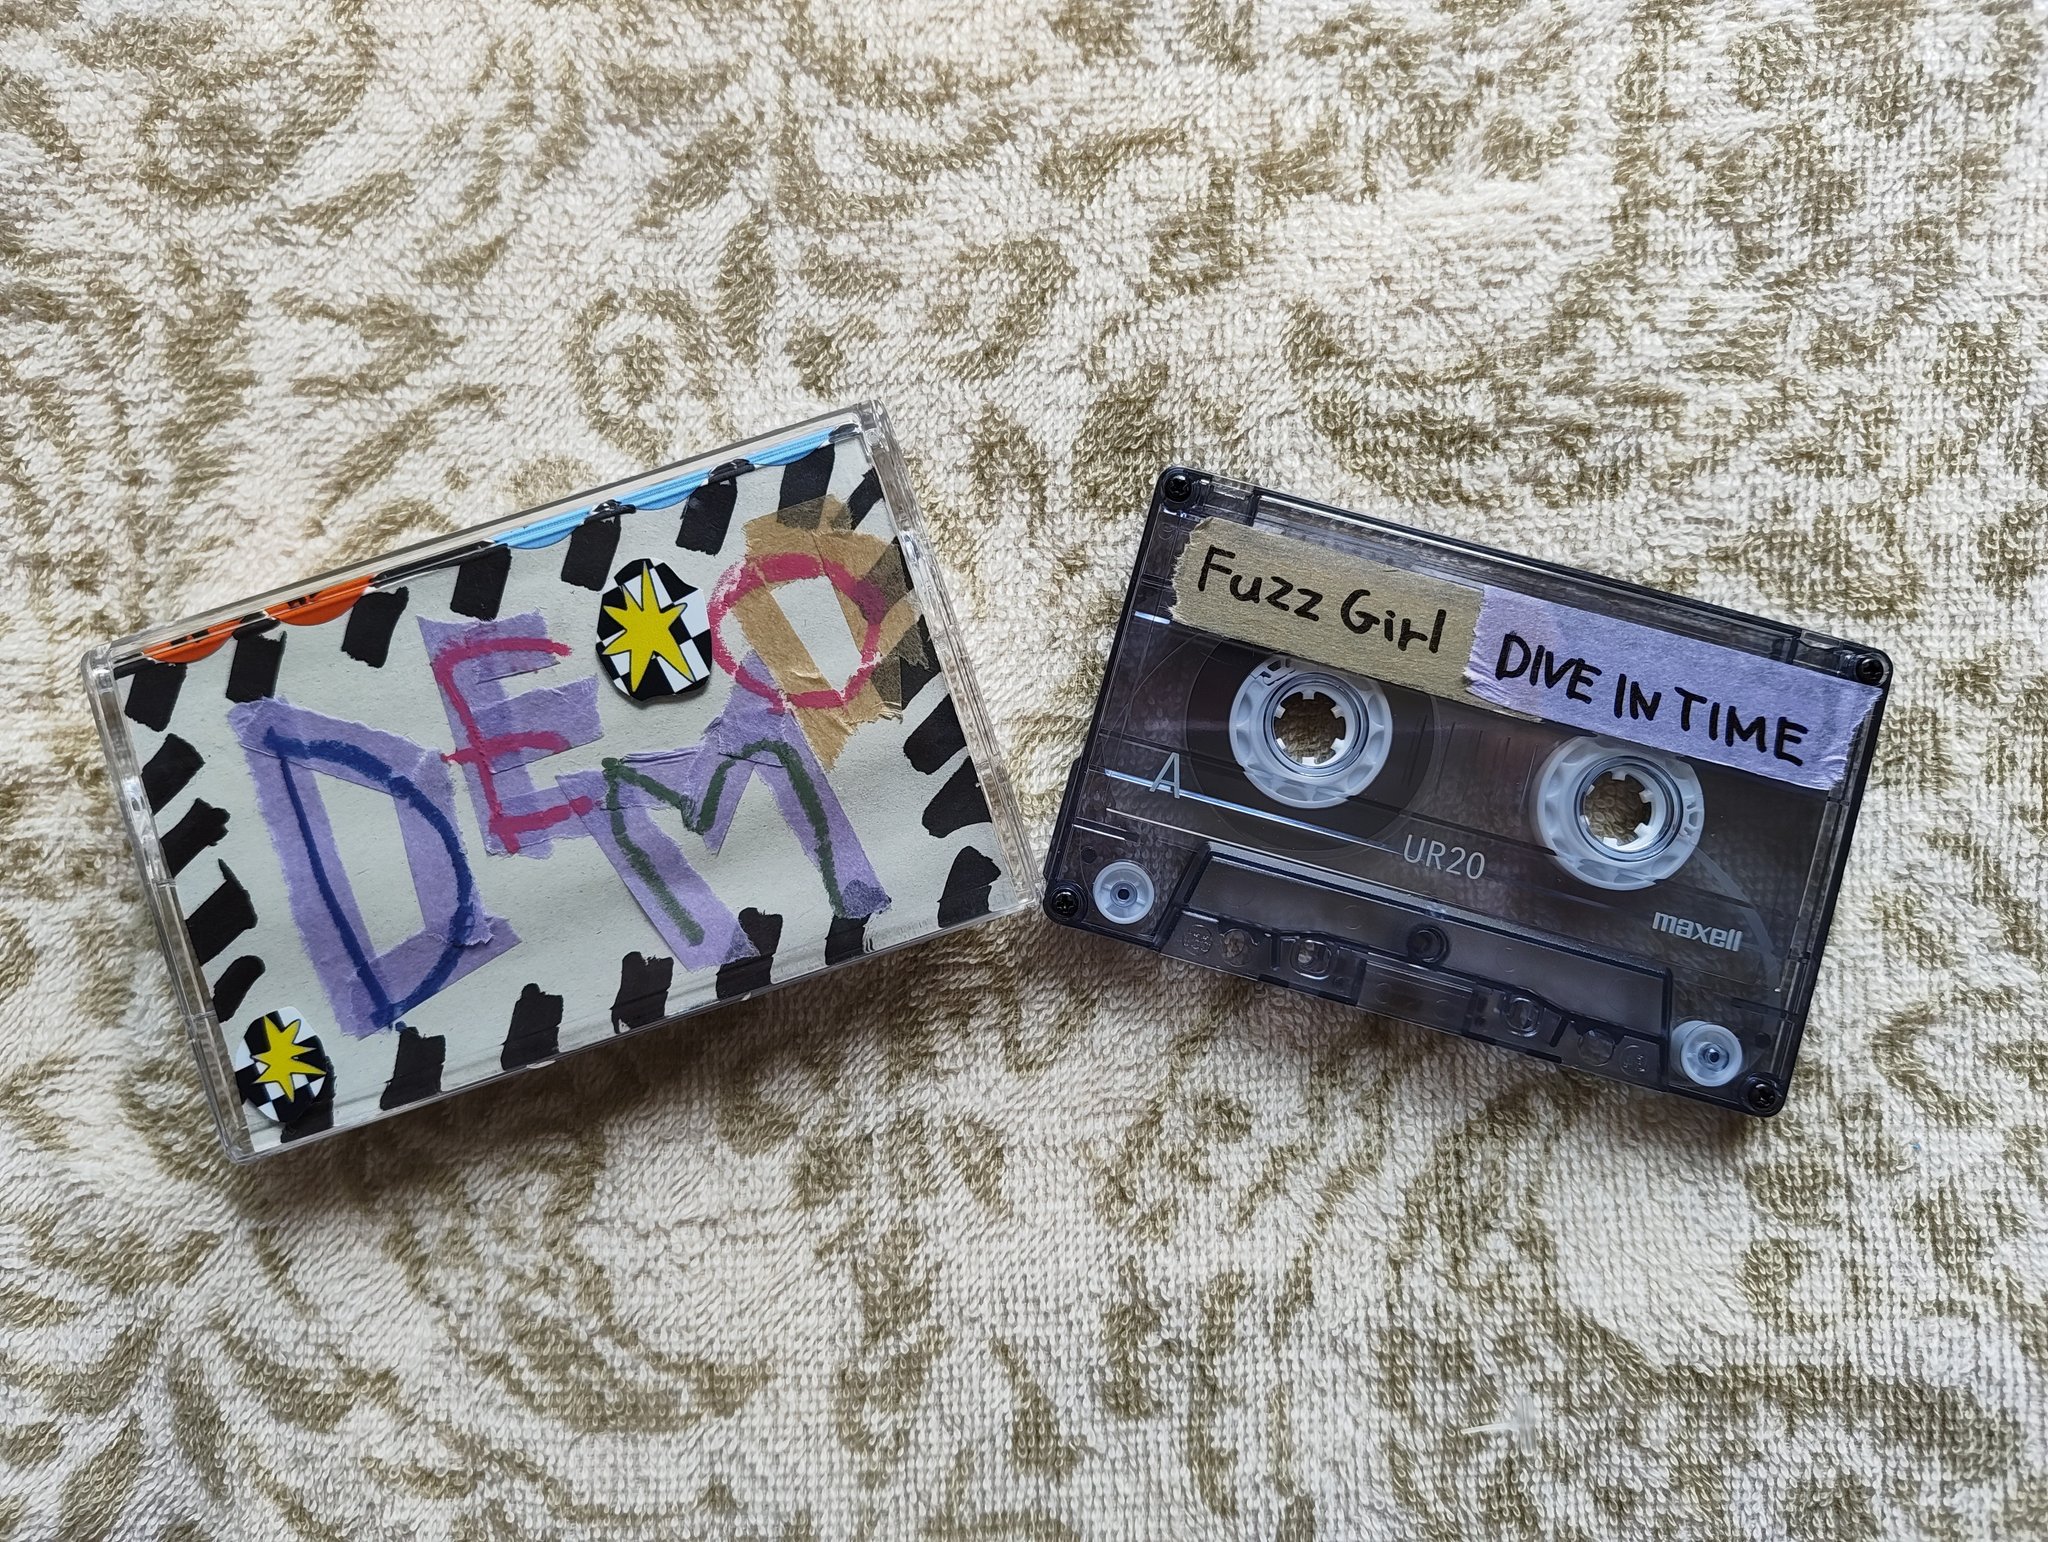 DEMO
Fuzz Girl
DIVE IN TIME
A
UR20
maxell